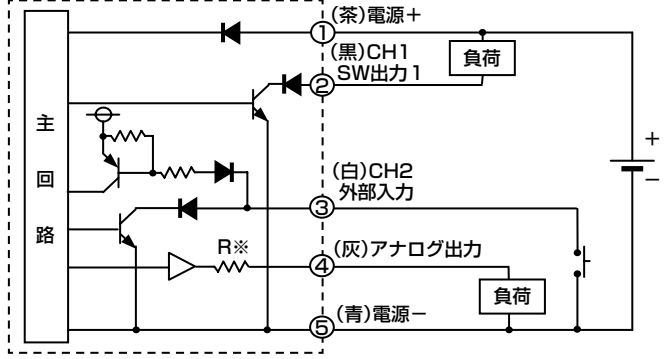 主回路
①
(茶)電源+
②
(黒)CH1
SW出力1
負荷
+
−
③
(白)CH2
外部入力
R※
④
(灰)アナログ出力
負荷
⑤
(青)電源−